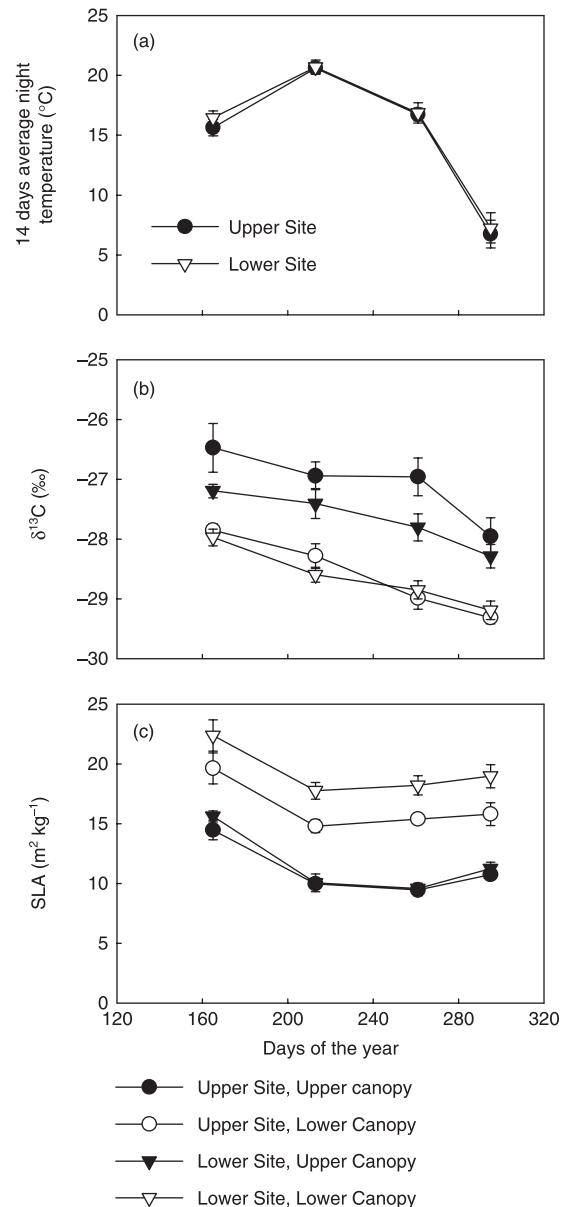 14 days average night
temperature (°C)
(a)
25
20
15
10
5
0
Upper Site
Lower Site
δ¹³C (‰)
(b)
–25
–26
–27
–28
–29
–30
SLA (m² kg⁻¹)
(c)
25
20
15
10
5
0
120 160 200 240 280 320
Days of the year
Upper Site, Upper canopy
Upper Site, Lower Canopy
Lower Site, Upper Canopy
Lower Site, Lower Canopy